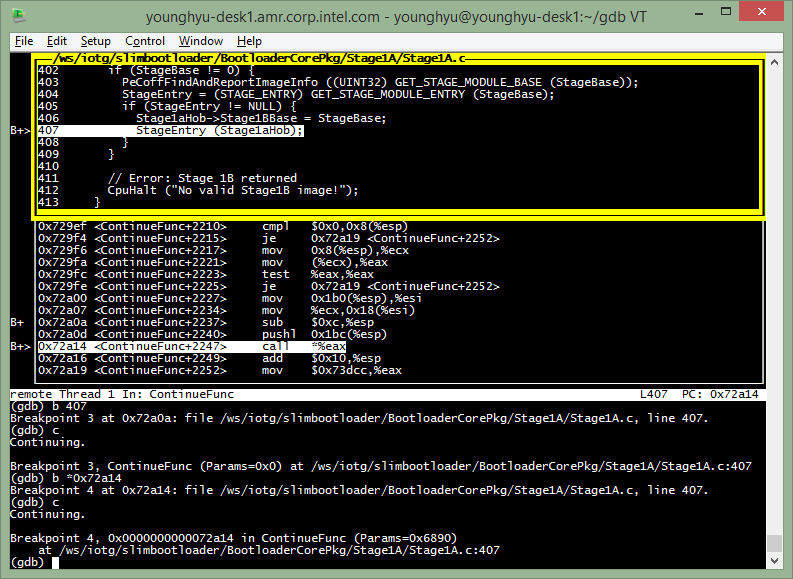 younghyu-desk1.amr.corp.intel.com - younghyu@younghyu-desk1:~/gdb VT
File Edit Setup Control Window Help
/ws/iotg/slimbootloader/BootloaderCorePkg/Stage1A/Stage1A.c
402 if (StageBase != 0) {
403 PeCoffFindAndReportImageInfo ((UINT32) GET_STAGE_MODULE_BASE (StageBase));
404 StageEntry = (STAGE_ENTRY) GET_STAGE_MODULE_ENTRY (StageBase);
405 if (StageEntry != NULL) {
406 Stage1aHob->Stage1BBase = StageBase;
B+>407 StageEntry (Stage1aHob);
408 }
409 }
410
411 // Error: Stage 1B returned
412 CpuHalt ("No valid Stage1B image!");
413 }
0x729ef <ContinueFunc+2210> cmpl $0x0,0x8(%esp)
0x729f4 <ContinueFunc+2215> je 0x72a19 <ContinueFunc+2252>
0x729f6 <ContinueFunc+2217> mov 0x8(%esp),%ecx
0x729fa <ContinueFunc+2221> mov (%ecx),%eax
0x729fc <ContinueFunc+2223> test %eax,%eax
0x729fe <ContinueFunc+2225> je 0x72a19 <ContinueFunc+2252>
0x72a00 <ContinueFunc+2227> mov 0x1b0(%esp),%esi
0x72a07 <ContinueFunc+2234> mov %ecx,0x18(%esi)
B+ 0x72a0a <ContinueFunc+2237> sub $0xc,%esp
0x72a0d <ContinueFunc+2240> pushl 0x1bc(%esp)
B+>0x72a14 <ContinueFunc+2247> call *%eax
0x72a16 <ContinueFunc+2249> add $0x10,%esp
0x72a19 <ContinueFunc+2252> mov $0x73dcc,%eax
remote Thread 1 In: ContinueFunc L407 PC: 0x72a14
(gdb) b 407
Breakpoint 3 at 0x72a0a: file /ws/iotg/slimbootloader/BootloaderCorePkg/Stage1A/Stage1A.c, line 407.
(gdb) c
Continuing.
Breakpoint 3, ContinueFunc (Params=0x0) at /ws/iotg/slimbootloader/BootloaderCorePkg/Stage1A/Stage1A.c:407
(gdb) b *0x72a14
Breakpoint 4 at 0x72a14: file /ws/iotg/slimbootloader/BootloaderCorePkg/Stage1A/Stage1A.c, line 407.
(gdb) c
Continuing.
Breakpoint 4, 0x0000000000072a14 in ContinueFunc (Params=0x6890)
at /ws/iotg/slimbootloader/BootloaderCorePkg/Stage1A/Stage1A.c:407
(gdb)